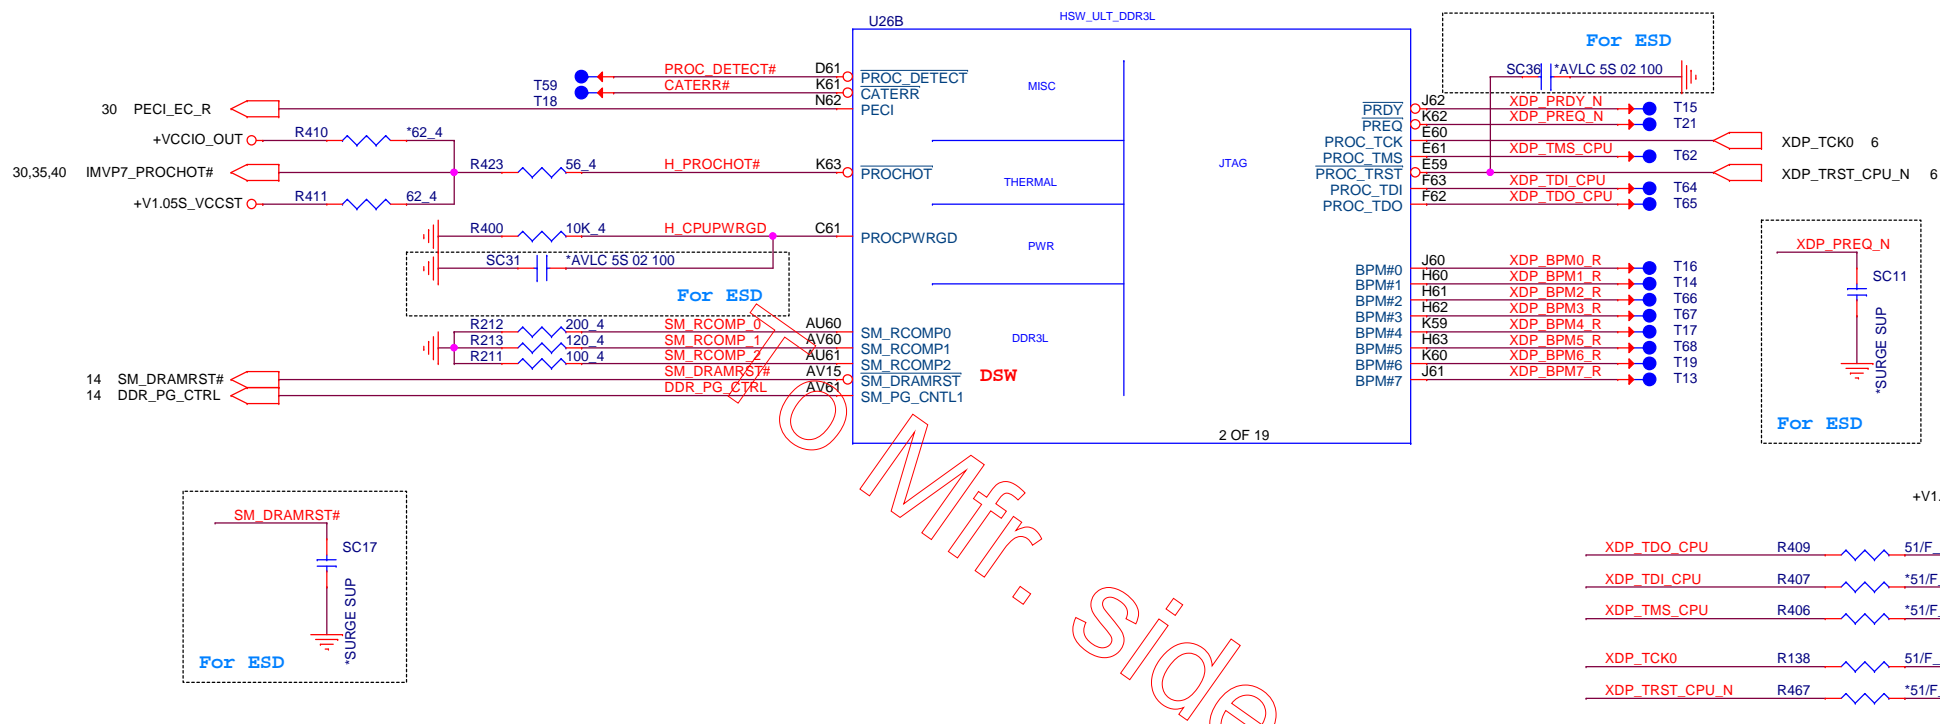 U26B
HSW_ULT_DDR3L
For ESD
SC36 *AVLC 5S 02 100
PROC_DETECT# D61 PROC_DETECT
T59 CATERR# K61 CATERR
MISC
30 PECI_EC_R T18 N62 PECI
PRDY J62 XDP_PRDY_N T15
PREQ K62 XDP_PREQ_N T21
+VCCIO_OUT R410 *62_4
PROC_TCK E60 XDP_TCK0 6
PROC_TMS E61 XDP_TMS_CPU T62
JTAG
30,35,40 IMVP7_PROCHOT# R423 56_4 H_PROCHOT# K63 PROCHOT
PROC_TRST E59 XDP_TRST_CPU_N 6
THERMAL
PROC_TDI F63 XDP_TDI_CPU T64
+V1.05S_VCCST R411 62_4
PROC_TDO F62 XDP_TDO_CPU T65
R400 10K_4 H_CPUPWRGD C61 PROCPWRGD
PWR
SC31 *AVLC 5S 02 100
For ESD
BPM#0 J60 XDP_BPM0_R T16
BPM#1 H60 XDP_BPM1_R T14
BPM#2 H61 XDP_BPM2_R T66
BPM#3 H62 XDP_BPM3_R T67
BPM#4 K59 XDP_BPM4_R T17
BPM#5 H63 XDP_BPM5_R T68
BPM#6 K60 XDP_BPM6_R T19
BPM#7 J61 XDP_BPM7_R T13
R212 200_4 SM_RCOMP_0 AU60 SM_RCOMP0
R213 120_4 SM_RCOMP_1 AV60 SM_RCOMP1
R211 100_4 SM_RCOMP_2 AU61 SM_RCOMP2
DDR3L
14 SM_DRAMRST# SM_DRAMRST# AV15 SM_DRAMRST
DSW
14 DDR_PG_CTRL DDR_PG_CTRL AV61 SM_PG_CNTL1
2 OF 19
XDP_PREQ_N
SC11
*SURGE SUP
For ESD
To Mfr. side
SM_DRAMRST#
SC17
*SURGE SUP
For ESD
+V1.
XDP_TDO_CPU R409 51/F_
XDP_TDI_CPU R407 *51/F_
XDP_TMS_CPU R406 *51/F_
XDP_TCK0 R138 51/F_
XDP_TRST_CPU_N R467 *51/F_